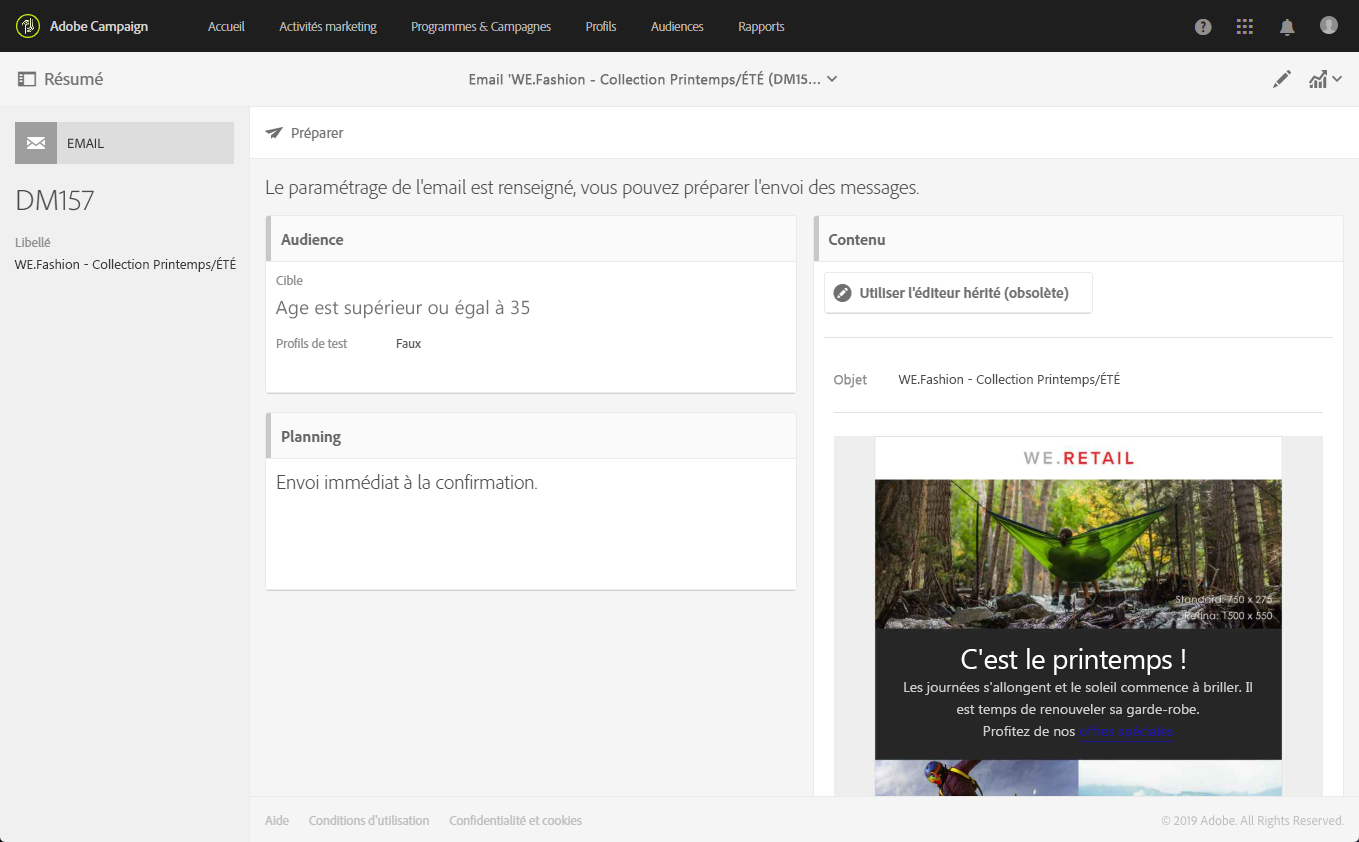 Adobe Campaign
Accueil
Activités marketing
Programmes & Campagnes
Profils
Audiences
Rapports
Résumé
Email 'WE.Fashion - Collection Printemps/ÉTÉ (DM15...
EMAIL
Préparer
DM157
Libellé
WE.Fashion - Collection Printemps/ÉTÉ
Le paramétrage de l'email est renseigné, vous pouvez préparer l'envoi des messages.
Audience
Cible
Age est supérieur ou égal à 35
Profils de test Faux
Planning
Envoi immédiat à la confirmation.
Contenu
Utiliser l'éditeur hérité (obsolète)
Objet WE.Fashion - Collection Printemps/ÉTÉ
WE.RETAIL
Standard: 750 x 275
Retina: 1500 x 550
C'est le printemps !
Les journées s'allongent et le soleil commence à briller. Il
est temps de renouveler sa garde-robe.
Profitez de nos offres spéciales
Aide
Conditions d'utilisation
Confidentialité et cookies
© 2019 Adobe. All Rights Reserved.